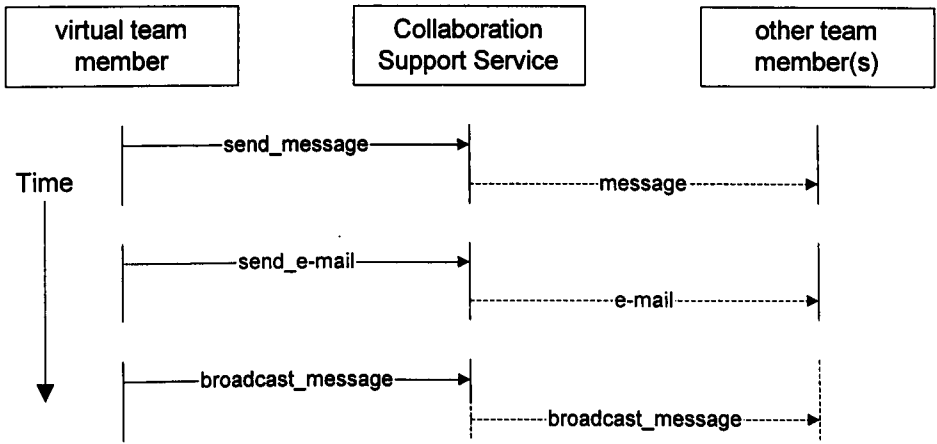 virtual team
member
Collaboration
Support Service
other team
member(s)
send_message
Time
message
send_e-mail
e-mail
broadcast_message
broadcast_message